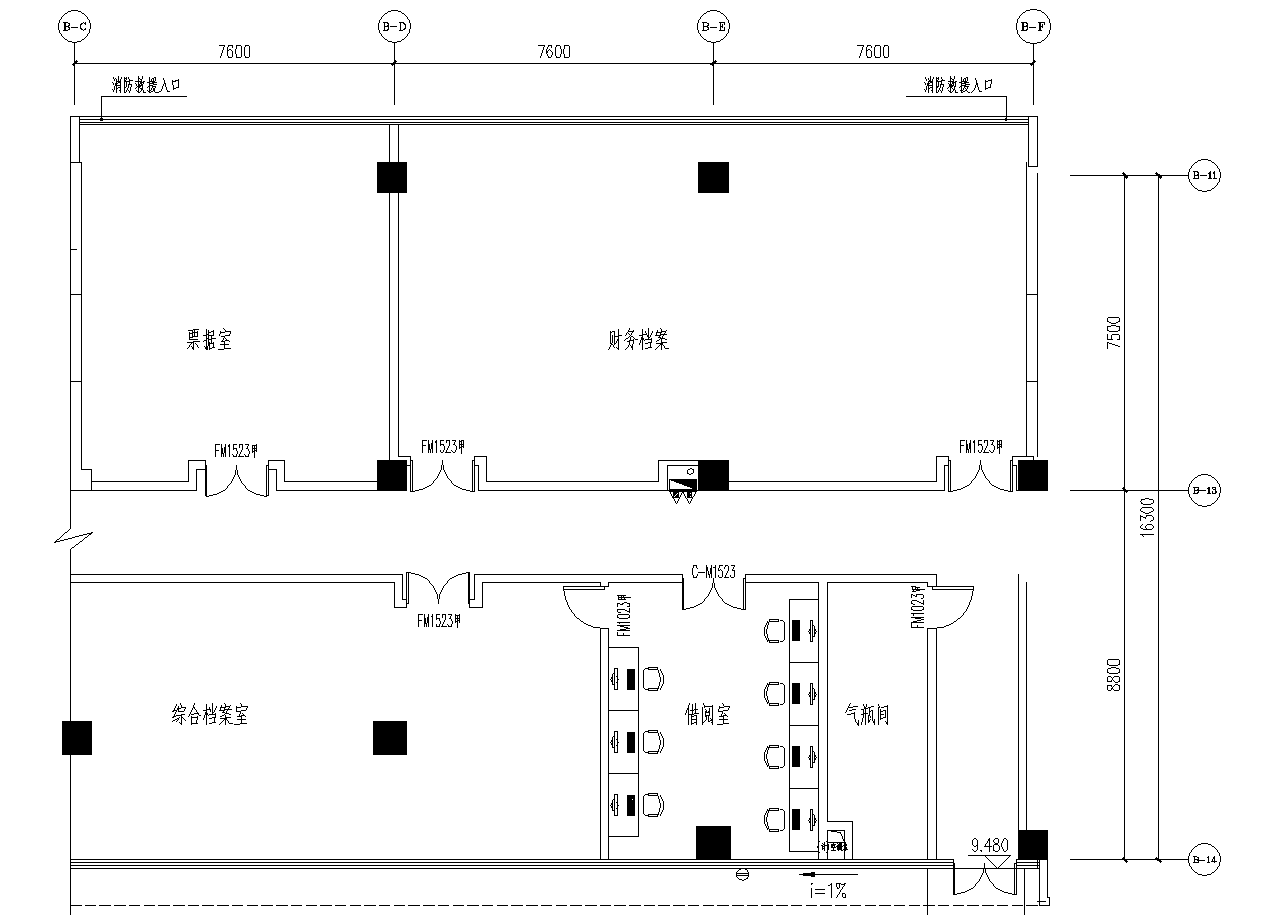 B-C
B-D
B-E
B-F
7600
7600
7600
消防救援入口
消防救援入口
B-11
7500
票据室
财务档案
FM1523甲
FM1523甲
FM1523甲
B-13
16300
C-M1523
FM1023甲
FM1023甲
FM1523甲
8800
综合档案室
借阅室
气瓶间
9.480
B-14
i=1%